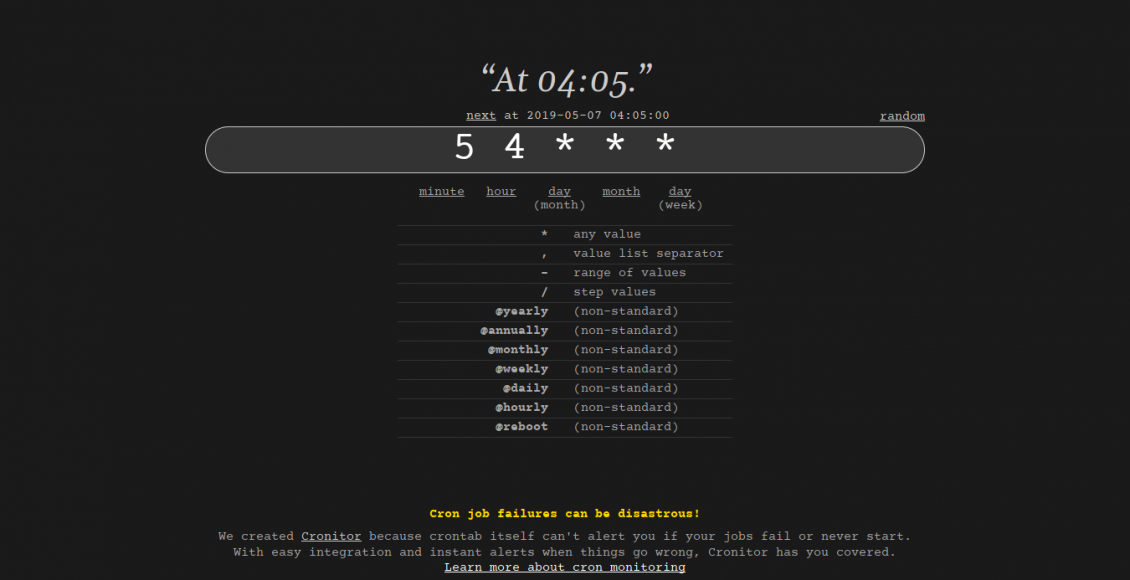 “At 04:05.”
next at 2019-05-07 04:05:00
random
5 4 * * *
minute hour day month day
(month) (week)
* any value
, value list separator
- range of values
/ step values
@yearly (non-standard)
@annually (non-standard)
@monthly (non-standard)
@weekly (non-standard)
@daily (non-standard)
@hourly (non-standard)
@reboot (non-standard)
Cron job failures can be disastrous!
We created Cronitor because crontab itself can't alert you if your jobs fail or never start.
With easy integration and instant alerts when things go wrong, Cronitor has you covered.
Learn more about cron monitoring